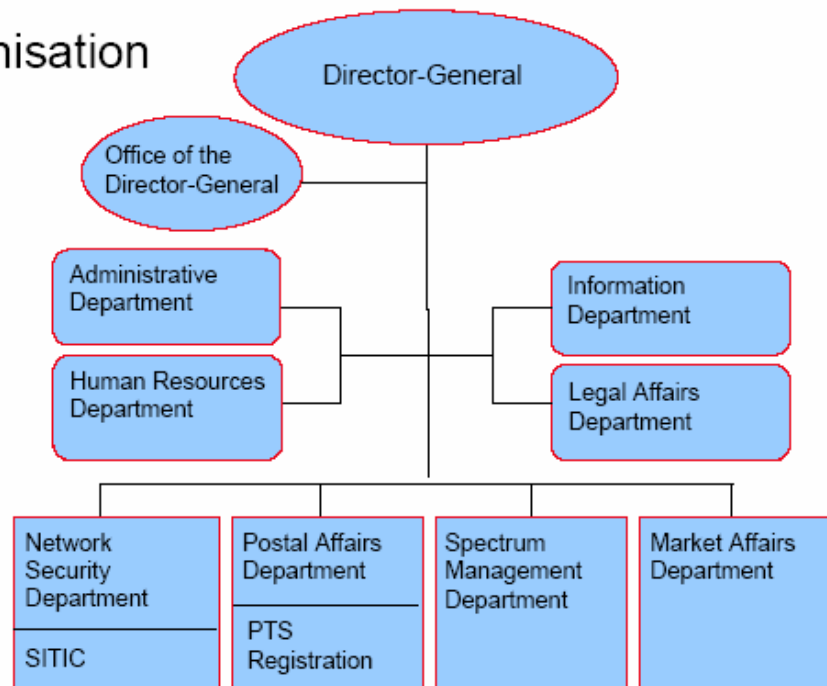 nisation
Director-General
Office of the
Director-General
Administrative
Department
Human Resources
Department
Information
Department
Legal Affairs
Department
Network
Security
Department
SITIC
Postal Affairs
Department
PTS
Registration
Spectrum
Management
Department
Market Affairs
Department